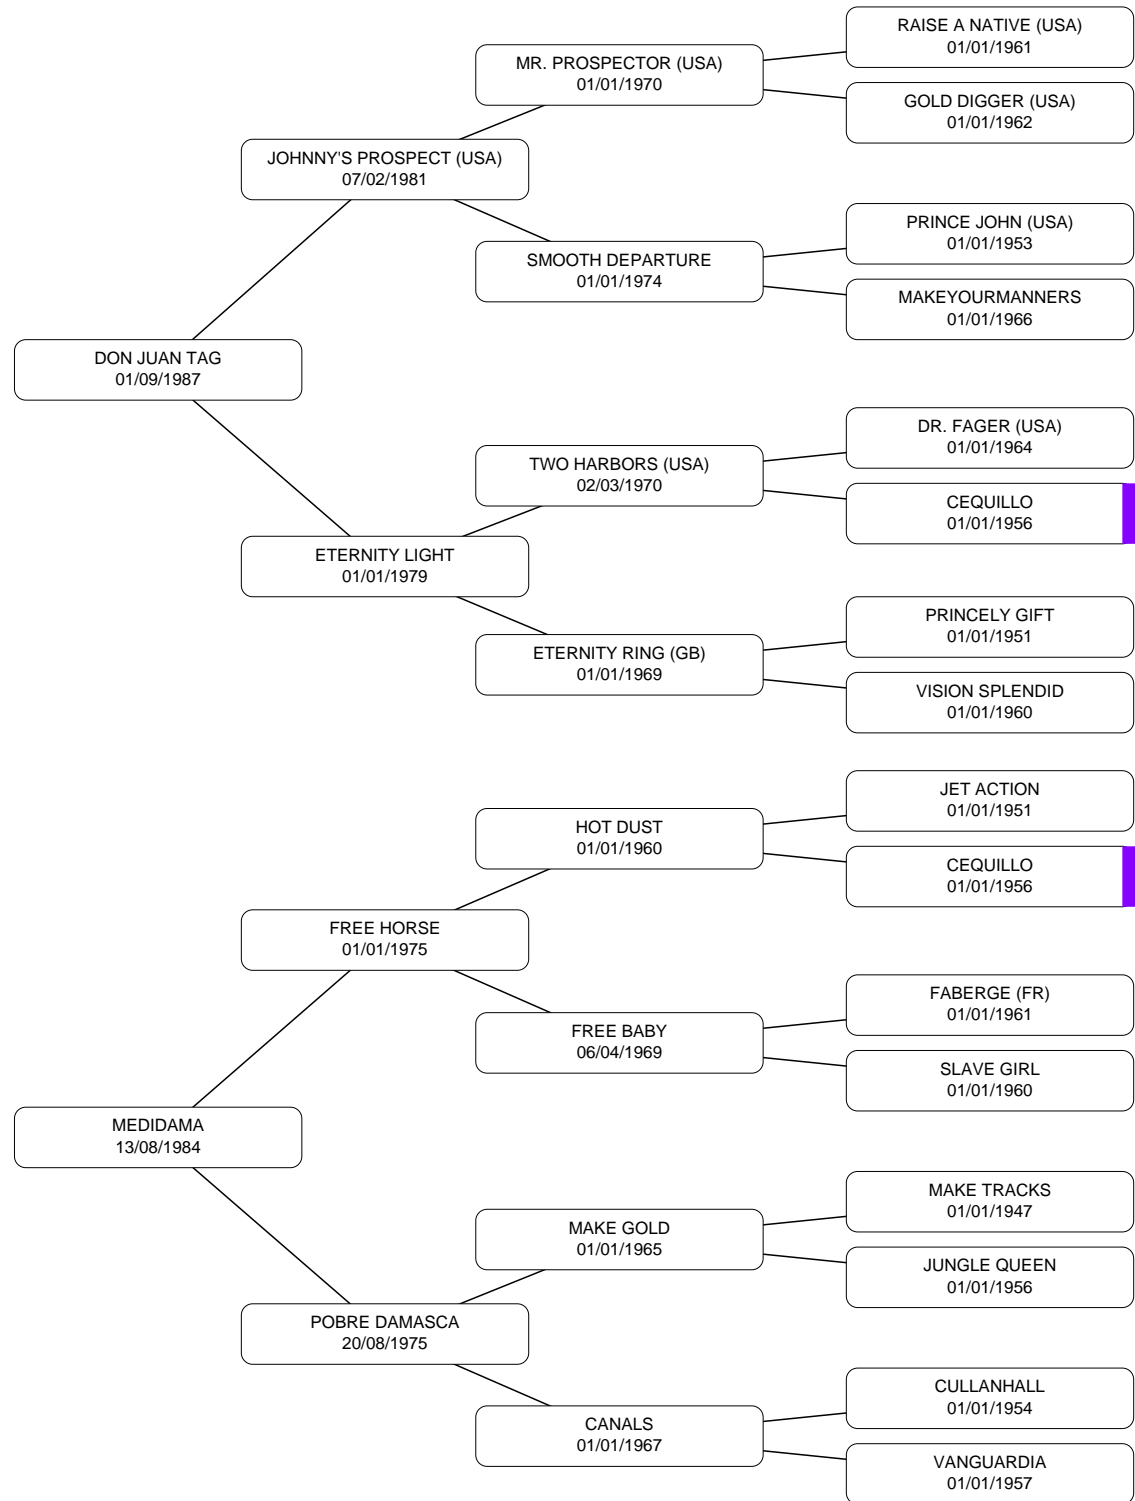 RAISE A NATIVE (USA)
01/01/1961
MR. PROSPECTOR (USA)
01/01/1970
GOLD DIGGER (USA)
01/01/1962
JOHNNY'S PROSPECT (USA)
07/02/1981
PRINCE JOHN (USA)
01/01/1953
SMOOTH DEPARTURE
01/01/1974
MAKEYOURMANNERS
01/01/1966
DON JUAN TAG
01/09/1987
DR. FAGER (USA)
01/01/1964
TWO HARBORS (USA)
02/03/1970
CEQUILLO
01/01/1956
ETERNITY LIGHT
01/01/1979
PRINCELY GIFT
01/01/1951
ETERNITY RING (GB)
01/01/1969
VISION SPLENDID
01/01/1960
JET ACTION
01/01/1951
HOT DUST
01/01/1960
CEQUILLO
01/01/1956
FREE HORSE
01/01/1975
FABERGE (FR)
01/01/1961
FREE BABY
06/04/1969
SLAVE GIRL
01/01/1960
MEDIDAMA
13/08/1984
MAKE TRACKS
01/01/1947
MAKE GOLD
01/01/1965
JUNGLE QUEEN
01/01/1956
POBRE DAMASCA
20/08/1975
CULLANHALL
01/01/1954
CANALS
01/01/1967
VANGUARDIA
01/01/1957